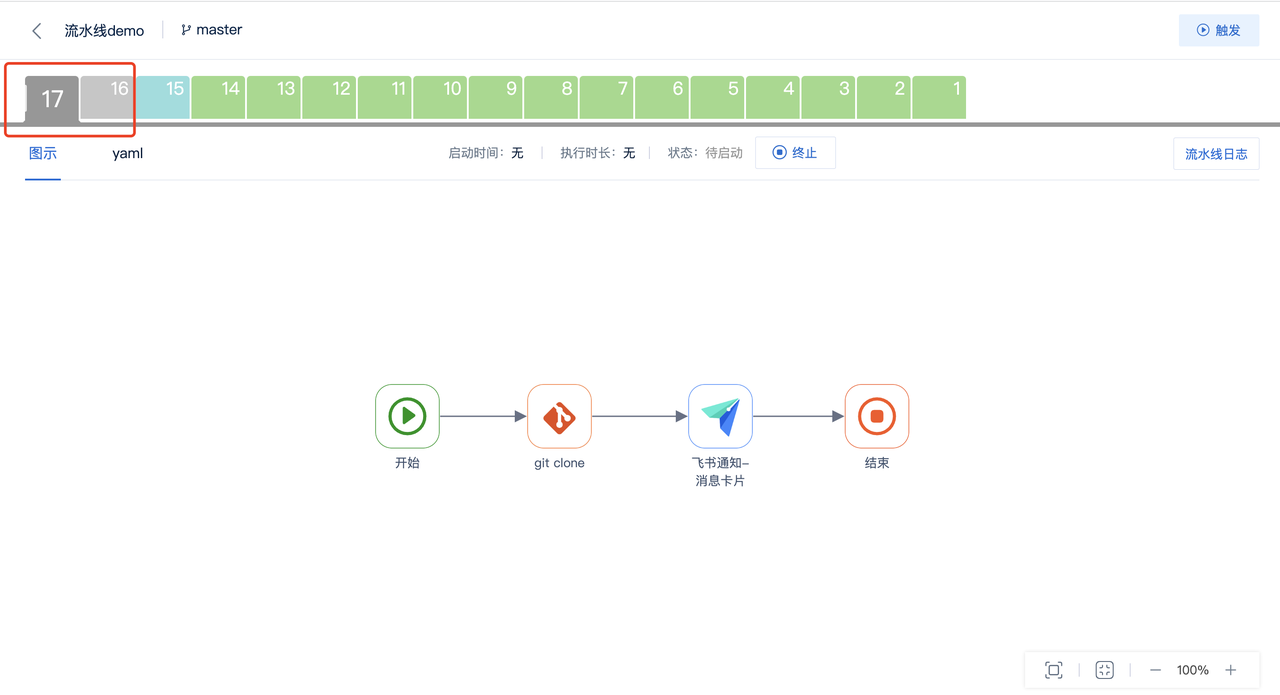 流水线demo master 触发
17 16 15 14 13 12 11 10 9 8 7 6 5 4 3 2 1
图示 yaml 启动时间：无 执行时长：无 状态：待启动 终止 流水线日志
开始 git clone 飞书通知- 结束
消息卡片
100%